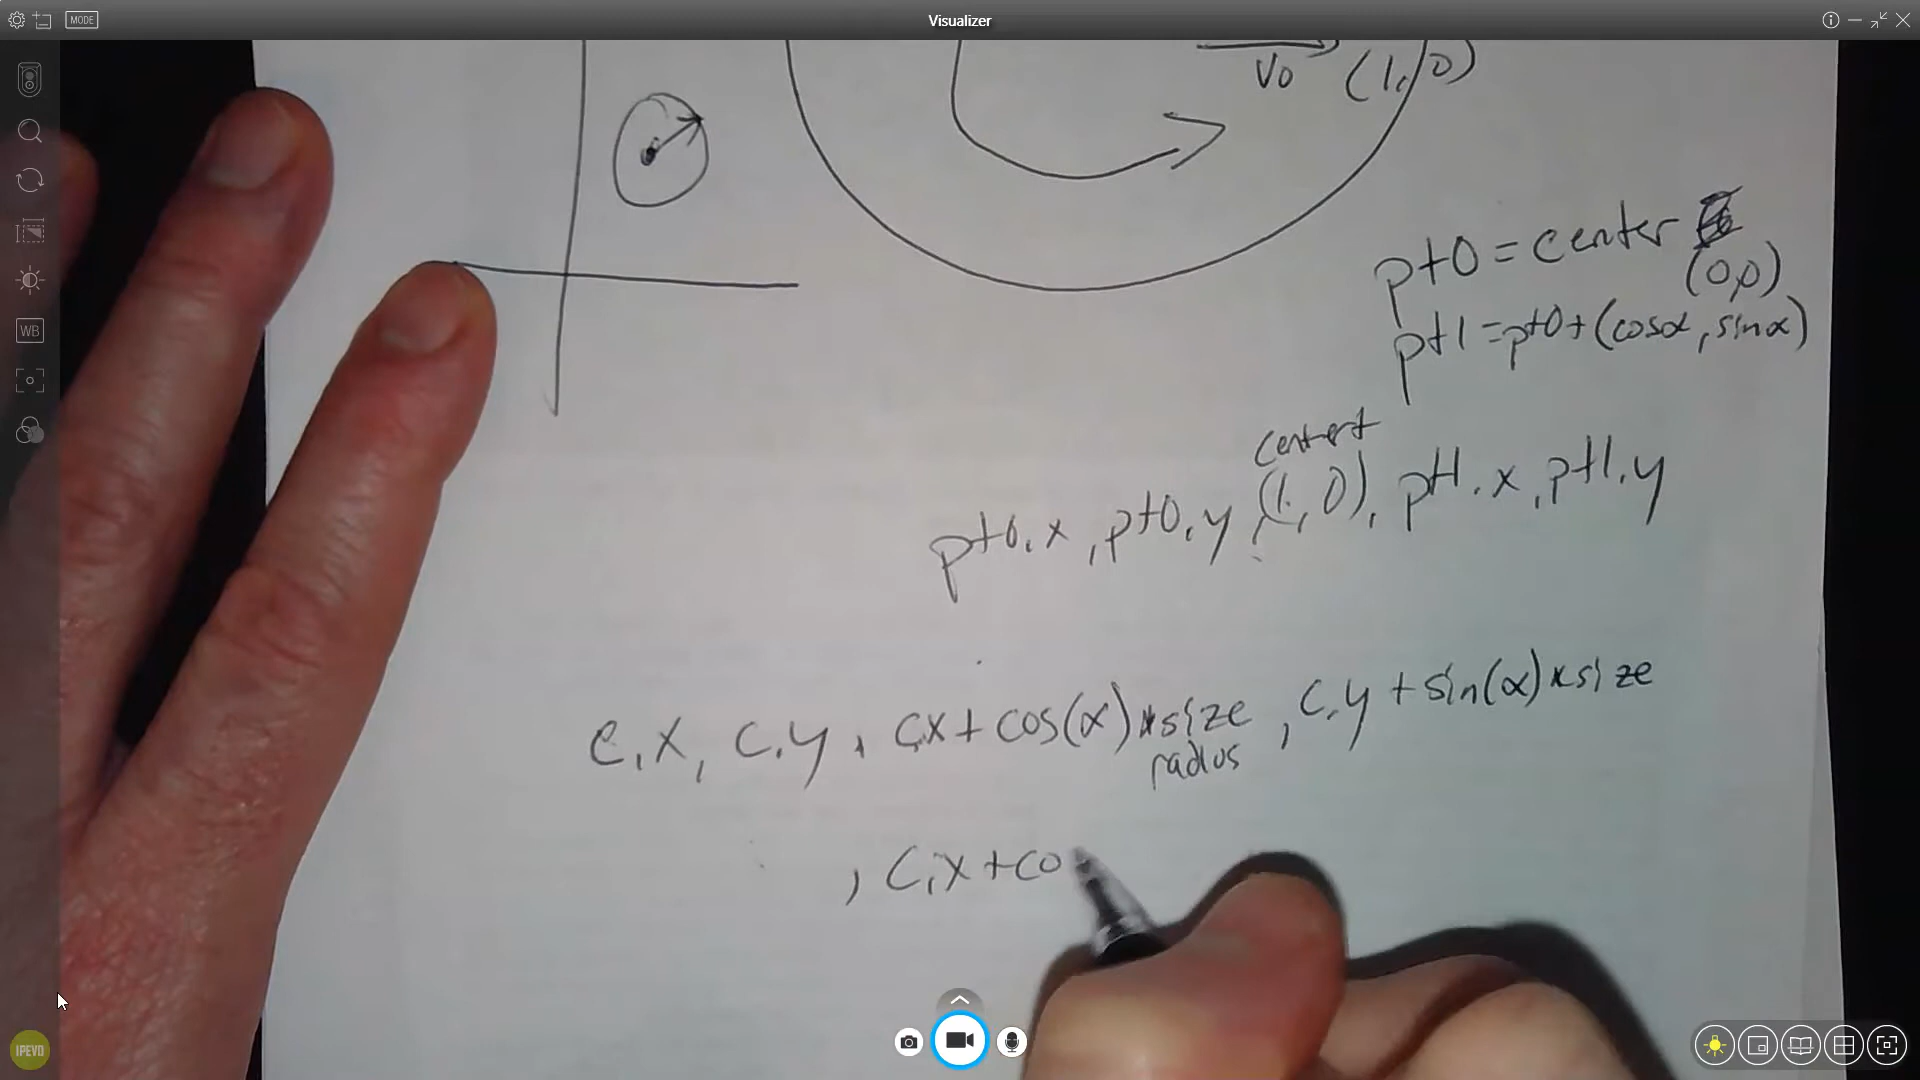 MODE
Visualizer
V0 (1, 0)
pt0 = center
(0,0)
pt1 = pt0 + (cosα, sinα)
center+
pt0.x, pt0.y, (1, 0), pt1.x, pt1.y
c.x, c.y, c.x + cos(α) * size, c.y + sin(α) * size
radius
, c.x + co
WB
IPEVO